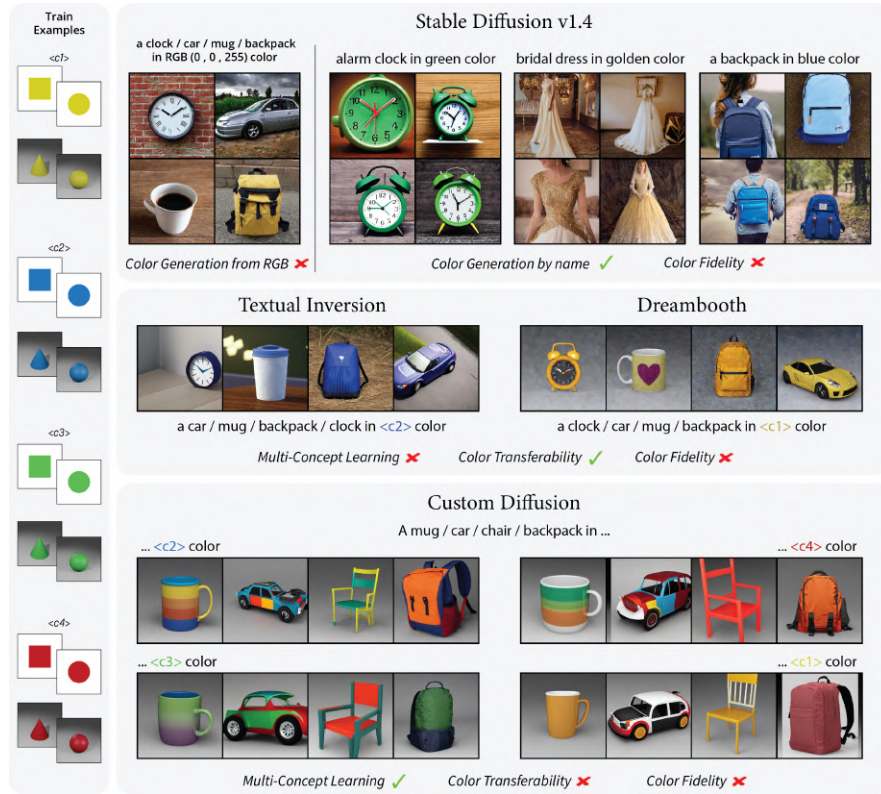 Train
Examples
<c1>
<c2>
<c3>
<c4>
Stable Diffusion v1.4
a clock / car / mug / backpack
in RGB (0 , 0 , 255) color
alarm clock in green color
bridal dress in golden color
a backpack in blue color
Color Generation from RGB ✘
Color Generation by name ✓
Color Fidelity ✘
Textual Inversion
a car / mug / backpack / clock in <c2> color
Dreambooth
a clock / car / mug / backpack in <c1> color
Multi-Concept Learning ✘
Color Transferability ✓
Color Fidelity ✘
Custom Diffusion
A mug / car / chair / backpack in ...
... <c2> color
... <c4> color
... <c3> color
... <c1> color
Multi-Concept Learning ✓
Color Transferability ✘
Color Fidelity ✘